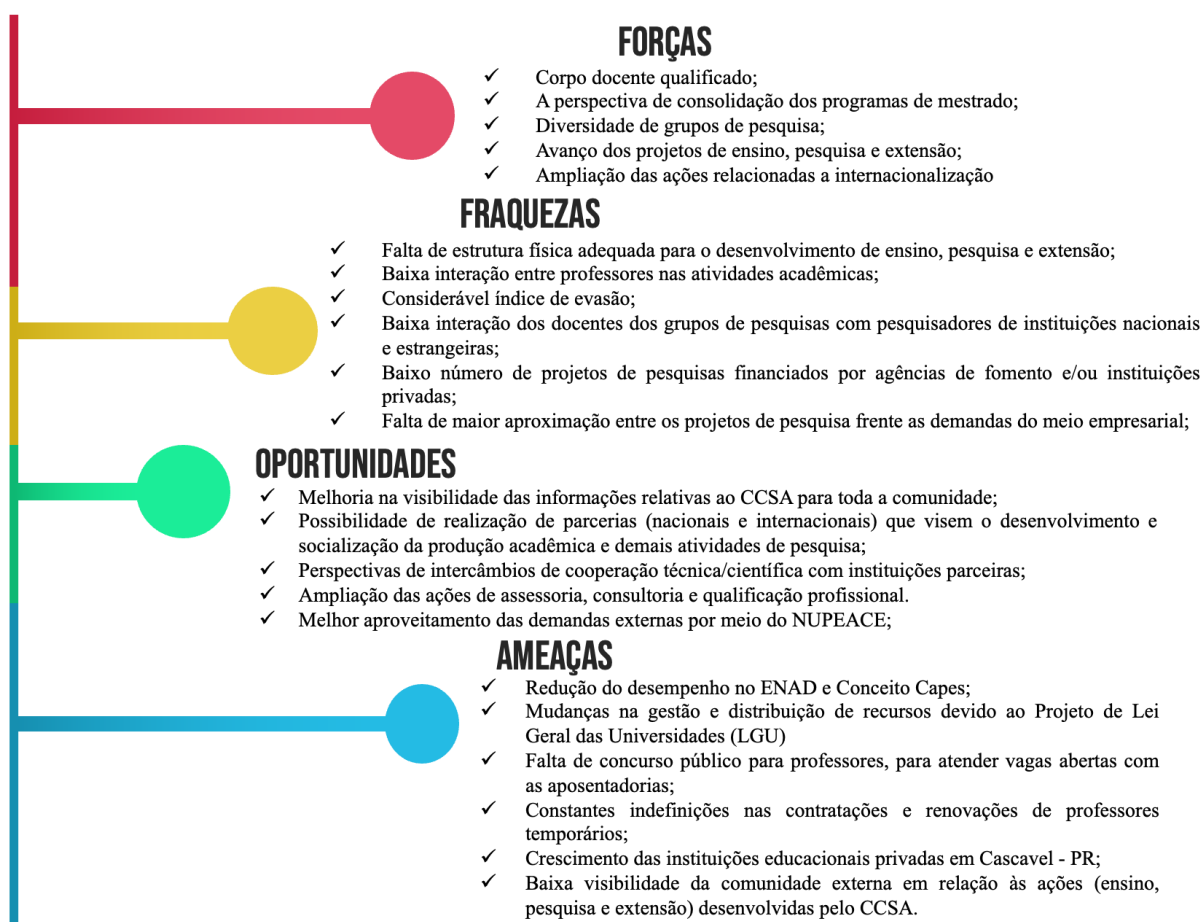 FORÇAS
✓ Corpo docente qualificado;
✓ A perspectiva de consolidação dos programas de mestrado;
✓ Diversidade de grupos de pesquisa;
✓ Avanço dos projetos de ensino, pesquisa e extensão;
✓ Ampliação das ações relacionadas a internacionalização
FRAQUEZAS
✓ Falta de estrutura física adequada para o desenvolvimento de ensino, pesquisa e extensão;
✓ Baixa interação entre professores nas atividades acadêmicas;
✓ Considerável índice de evasão;
✓ Baixa interação dos docentes dos grupos de pesquisas com pesquisadores de instituições nacionais
e estrangeiras;
✓ Baixo número de projetos de pesquisas financiados por agências de fomento e/ou instituições
privadas;
✓ Falta de maior aproximação entre os projetos de pesquisa frente as demandas do meio empresarial;
OPORTUNIDADES
✓ Melhoria na visibilidade das informações relativas ao CCSA para toda a comunidade;
✓ Possibilidade de realização de parcerias (nacionais e internacionais) que visem o desenvolvimento e
socialização da produção acadêmica e demais atividades de pesquisa;
✓ Perspectivas de intercâmbios de cooperação técnica/científica com instituições parceiras;
✓ Ampliação das ações de assessoria, consultoria e qualificação profissional.
✓ Melhor aproveitamento das demandas externas por meio do NUPEACE;
AMEAÇAS
✓ Redução do desempenho no ENAD e Conceito Capes;
✓ Mudanças na gestão e distribuição de recursos devido ao Projeto de Lei
Geral das Universidades (LGU)
✓ Falta de concurso público para professores, para atender vagas abertas com
as aposentadorias;
✓ Constantes indefinições nas contratações e renovações de professores
temporários;
✓ Crescimento das instituições educacionais privadas em Cascavel - PR;
✓ Baixa visibilidade da comunidade externa em relação às ações (ensino,
pesquisa e extensão) desenvolvidas pelo CCSA.